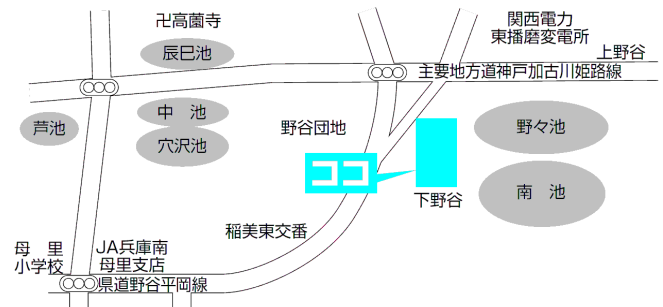 卍高薗寺
関西電力
東播磨変電所
辰巳池
上野谷
主要地方道神戸加古川姫路線
中　池
芦池
野谷団地
野々池
穴沢池
ココ
下野谷
南　池
稲美東交番
母　里
小学校
JA兵庫南
母里支店
県道野谷平岡線